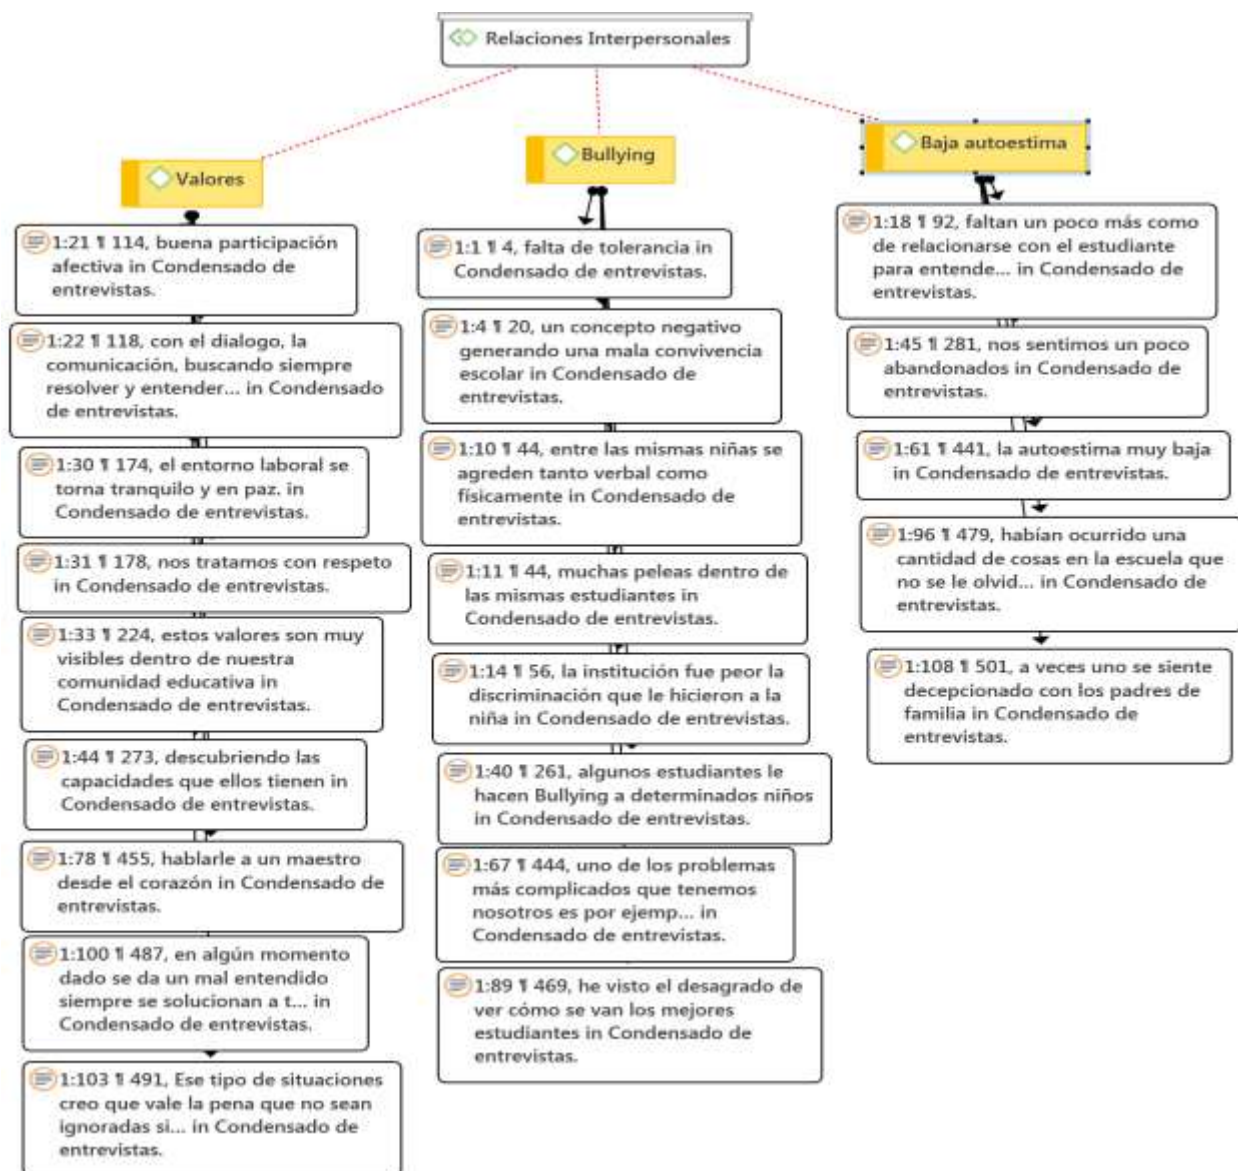 Relaciones Interpersonales
Valores
1:21 ¶ 114, buena participación
afectiva in Condensado de
entrevistas.
1:22 ¶ 118, con el dialogo, la
comunicación, buscando siempre
resolver y entender... in Condensado
de entrevistas.
1:30 ¶ 174, el entorno laboral se
torna tranquilo y en paz. in
Condensado de entrevistas.
1:31 ¶ 178, nos tratamos con respeto
in Condensado de entrevistas.
1:33 ¶ 224, estos valores son muy
visibles dentro de nuestra
comunidad educativa in
Condensado de entrevistas.
1:44 ¶ 273, descubriendo las
capacidades que ellos tienen in
Condensado de entrevistas.
1:78 ¶ 455, hablarle a un maestro
desde el corazón in Condensado de
entrevistas.
1:100 ¶ 487, en algún momento
dado se da un mal entendido
siempre se solucionan a t... in
Condensado de entrevistas.
1:103 ¶ 491, Ese tipo de situaciones
creo que vale la pena que no sean
ignoradas si... in Condensado de
entrevistas.
Bullying
1:1 ¶ 4, falta de tolerancia in
Condensado de entrevistas.
1:4 ¶ 20, un concepto negativo
generando una mala convivencia
escolar in Condensado de
entrevistas.
1:10 ¶ 44, entre las mismas niñas se
agreden tanto verbal como
físicamente in Condensado de
entrevistas.
1:11 ¶ 44, muchas peleas dentro de
las mismas estudiantes in
Condensado de entrevistas.
1:14 ¶ 56, la institución fue peor la
discriminación que le hicieron a la
niña in Condensado de entrevistas.
1:40 ¶ 261, algunos estudiantes le
hacen Bullying a determinados niños
in Condensado de entrevistas.
1:67 ¶ 444, uno de los problemas
más complicados que tenemos
nosotros es por ejemp... in
Condensado de entrevistas.
1:89 ¶ 469, he visto el desagrado de
ver cómo se van los mejores
estudiantes in Condensado de
entrevistas.
Baja autoestima
1:18 ¶ 92, faltan un poco más como
de relacionarse con el estudiante
para entende... in Condensado de
entrevistas.
1:45 ¶ 281, nos sentimos un poco
abandonados in Condensado de
entrevistas.
1:61 ¶ 441, la autoestima muy baja
in Condensado de entrevistas.
1:96 ¶ 479, habían ocurrido una
cantidad de cosas en la escuela que
no se le olvid... in Condensado de
entrevistas.
1:108 ¶ 501, a veces uno se siente
decepcionado con los padres de
familia in Condensado de
entrevistas.